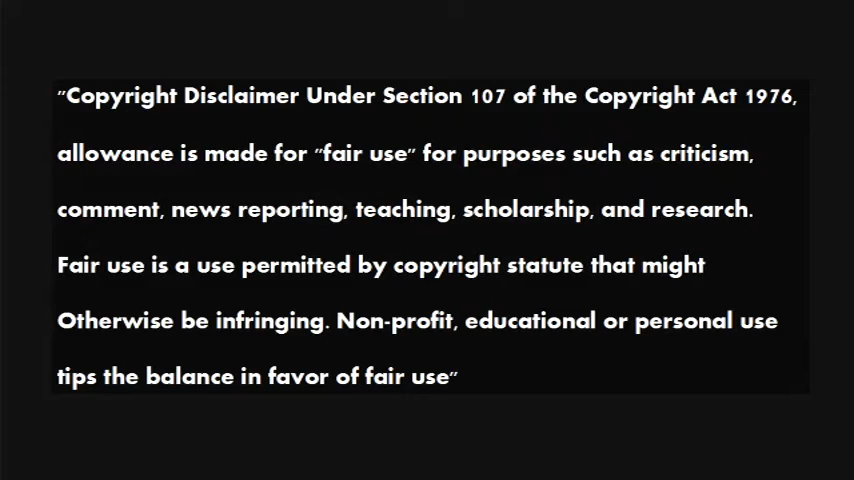 "Copyright Disclaimer Under Section 107 of the Copyright Act 1976,
allowance is made for "fair use" for purposes such as criticism,
comment, news reporting, teaching, scholarship, and research.
Fair use is a use permitted by copyright statute that might
Otherwise be infringing. Non-profit, educational or personal use
tips the balance in favor of fair use"